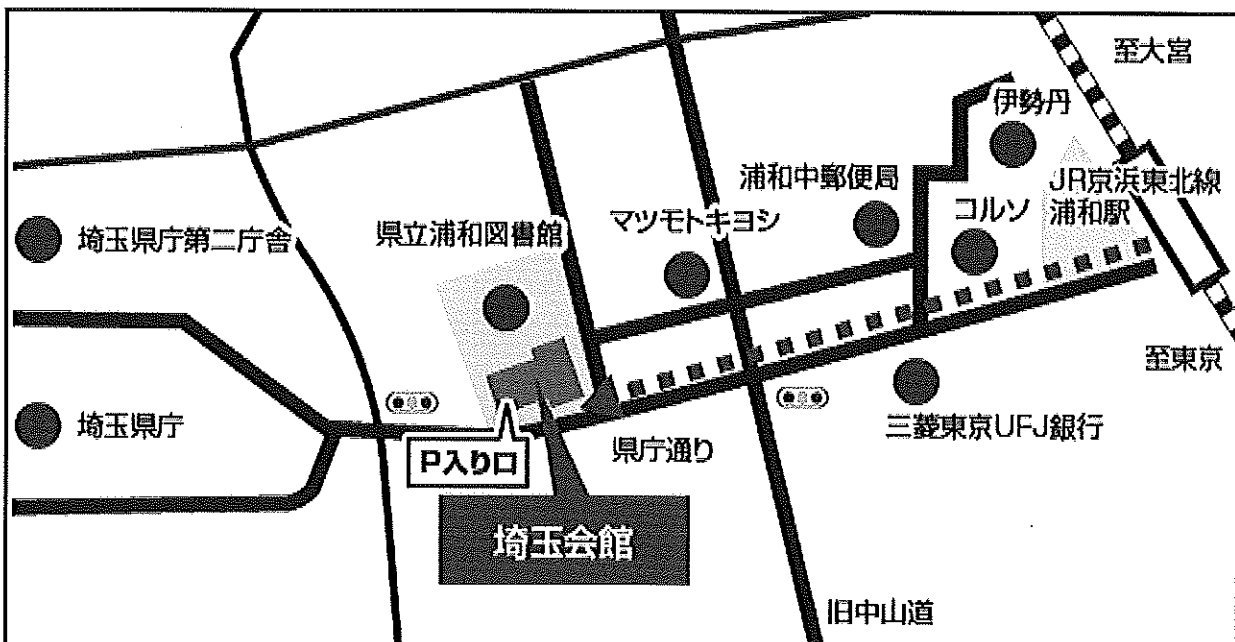 至大宮
伊勢丹
JR京浜東北線
浦和駅
浦和中郵便局
コルソ
マツモトキヨシ
県立浦和図書館
埼玉県庁第二庁舎
至東京
埼玉県庁
三菱東京UFJ銀行
県庁通り
P入り口
埼玉会館
旧中山道